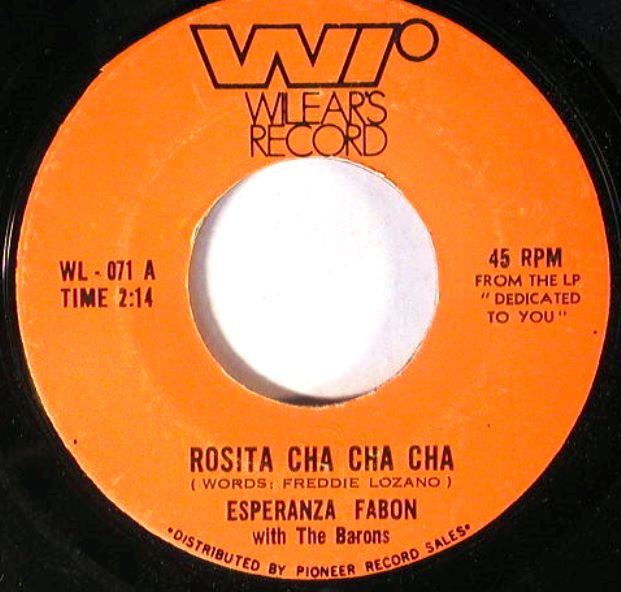 WILEAR'S
RECORD
WL - 071 A
TIME 2:14
45 RPM
FROM THE LP
"DEDICATED
TO YOU"
ROSITA CHA CHA CHA
( WORDS: FREDDIE LOZANO )
ESPERANZA FABON
with The Barons
•DISTRIBUTED BY PIONEER RECORD SALES•